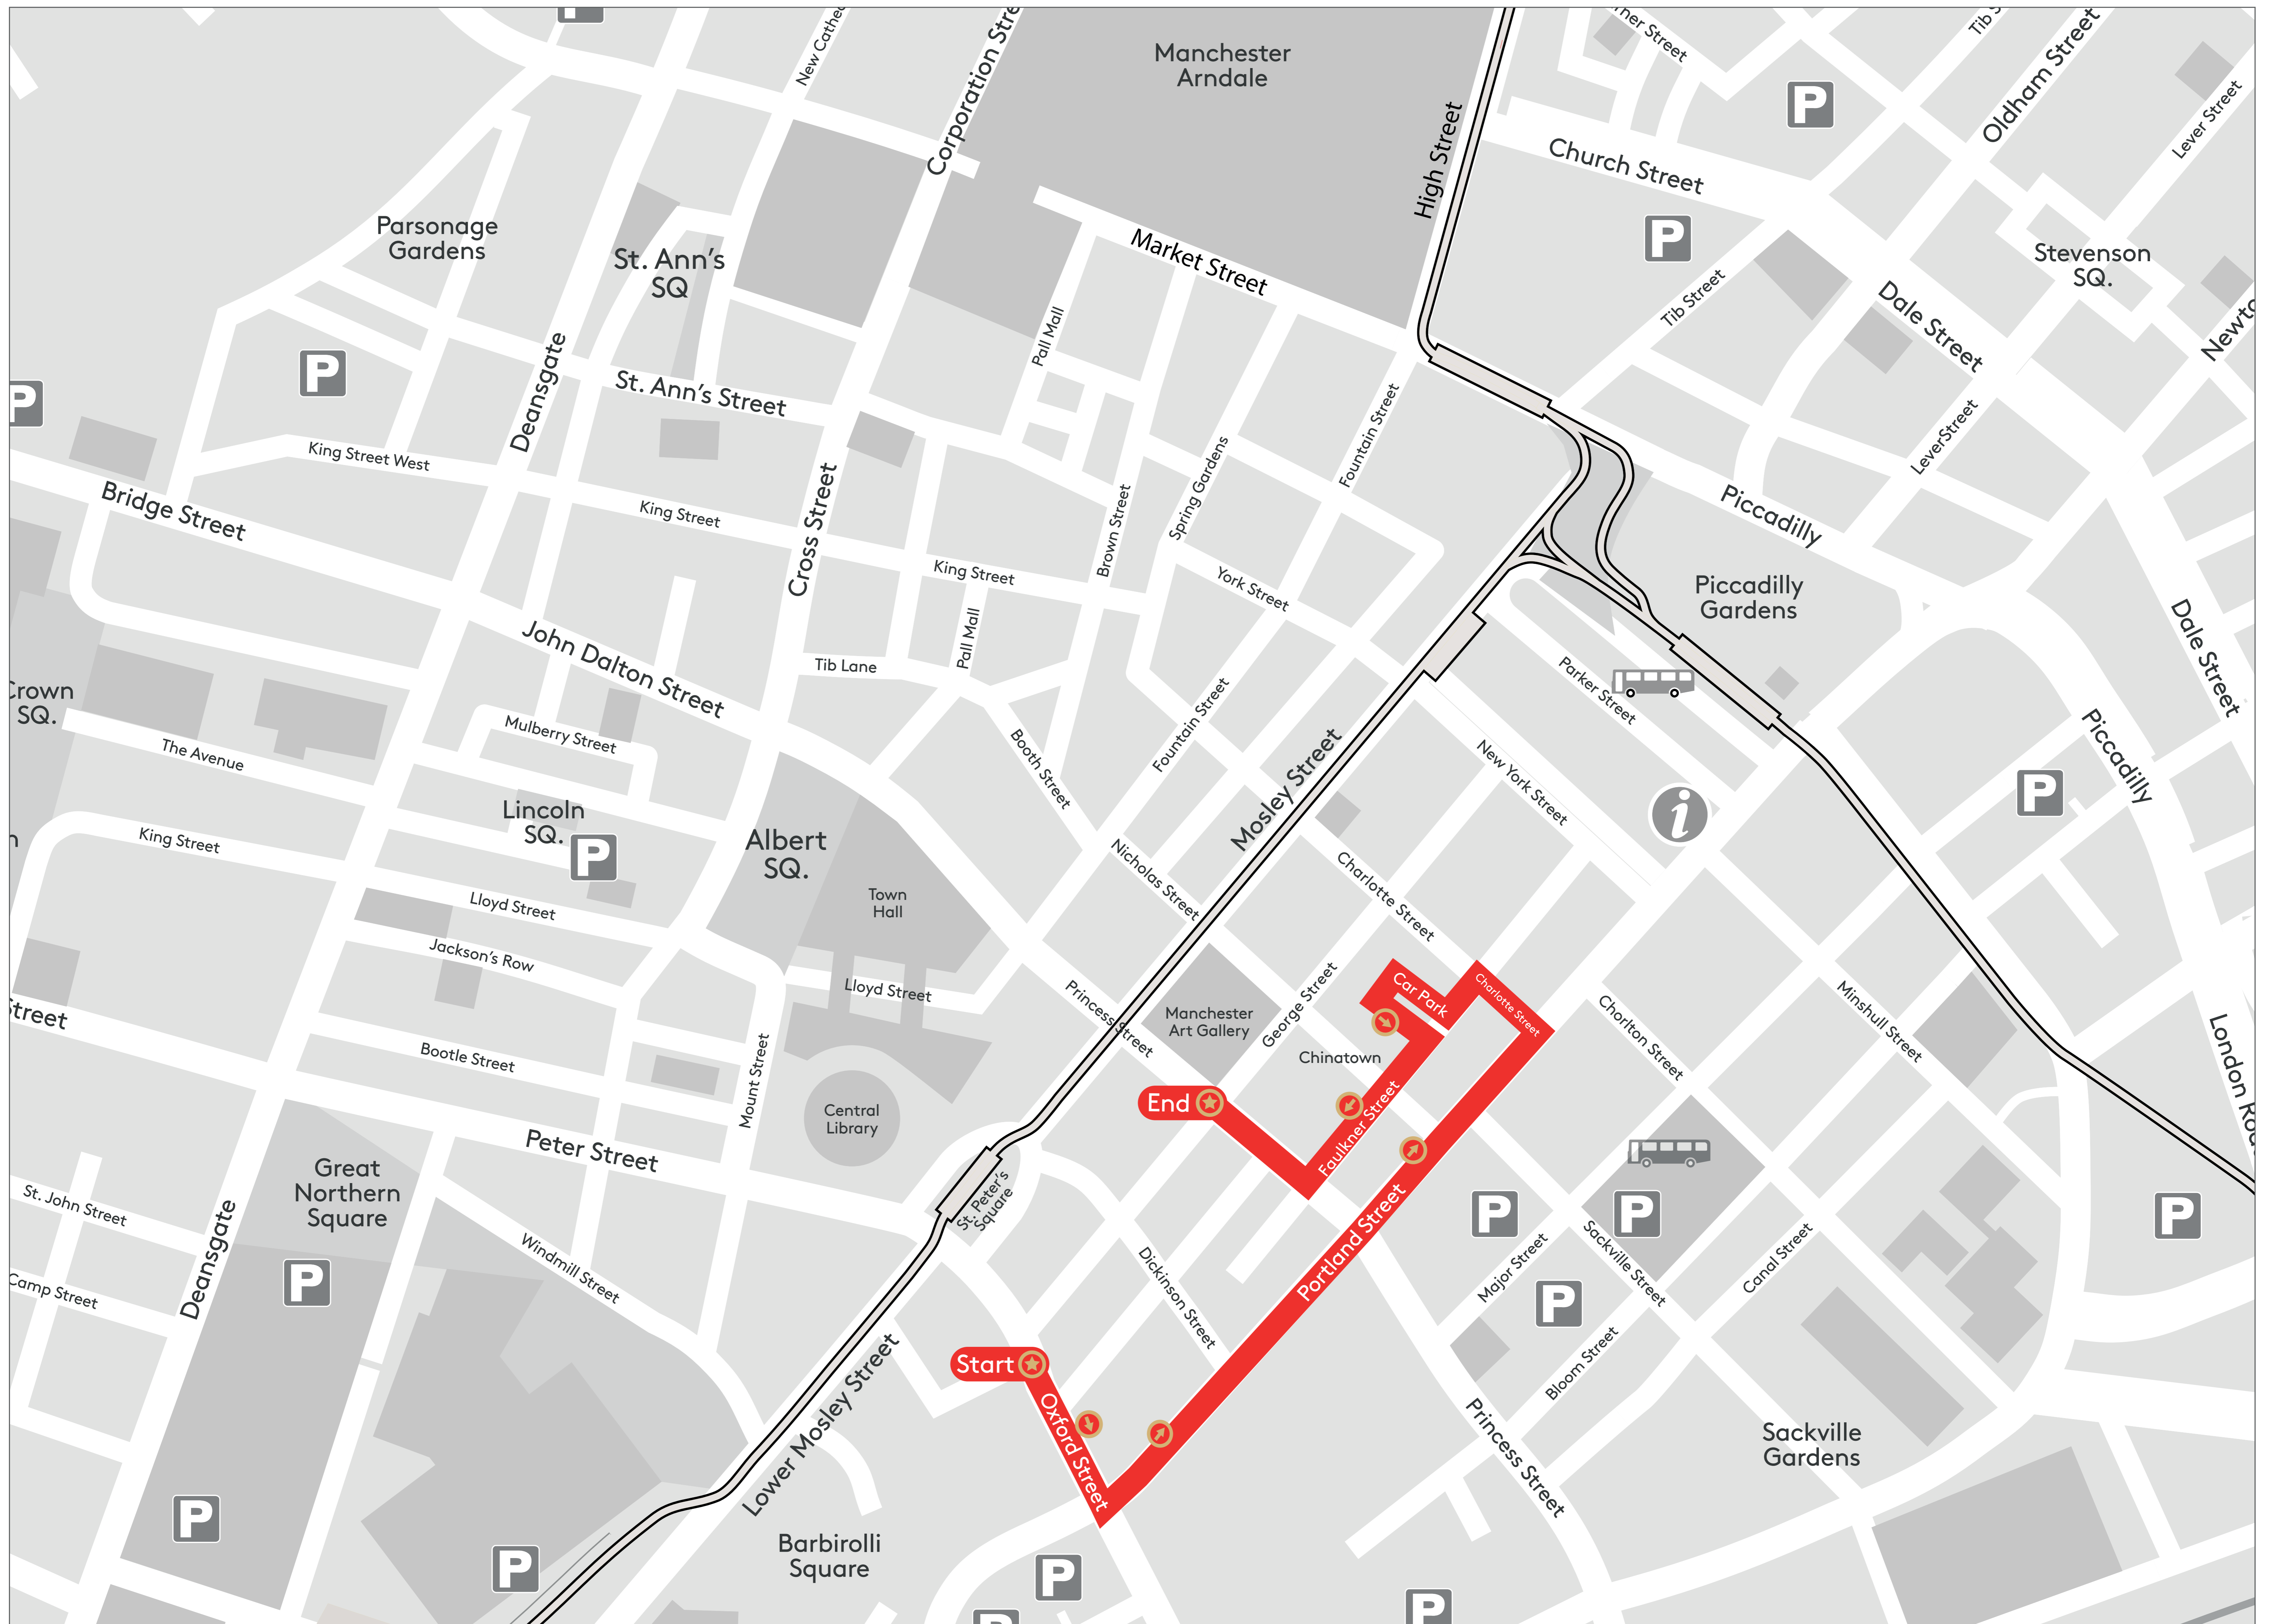 New Cathe
Corporation Stre
Manchester
Arndale
High Street
rner Street
Tib S
Oldham Street
Lever Street
P
P
Church Street
P
Parsonage
Gardens
St. Ann's
SQ
Market Street
Stevenson
SQ.
Tib Street
Dale Street
Newto
P
P
Deansgate
St. Ann's Street
Pall Mall
Fountain Street
LeverStreet
King Street West
Bridge Street
King Street
Cross Street
King Street
Brown Street
Spring Gardens
York Street
Piccadilly
Piccadilly
Gardens
Dale Street
John Dalton Street
Tib Lane
Pall Mall
Parker Street
Crown
SQ.
Mulberry Street
The Avenue
Booth Street
Fountain Street
Mosley Street
New York Street
Piccadilly
P
i
Lincoln
SQ.
P
King Street
Albert
SQ.
Town
Hall
Nicholas Street
Charlotte Street
Lloyd Street
Jackson's Row
Lloyd Street
Princess Street
Manchester
Art Gallery
George Street
Car Park
Charlotte Street
Chorlton Street
Minshull Street
London Roa
Street
Bootle Street
Mount Street
Chinatown
Central
Library
End
Faulkner Street
Peter Street
Great
Northern
Square
St. John Street
St. Peter's
Square
Portland Street
P
P
P
Sackville Street
Major Street
Canal Street
Camp Street
Deansgate
P
Windmill Street
Dickinson Street
P
Bloom Street
Start
Oxford Street
Lower Mosley Street
Princess Street
Sackville
Gardens
P
P
Barbirolli
Square
P
P
P